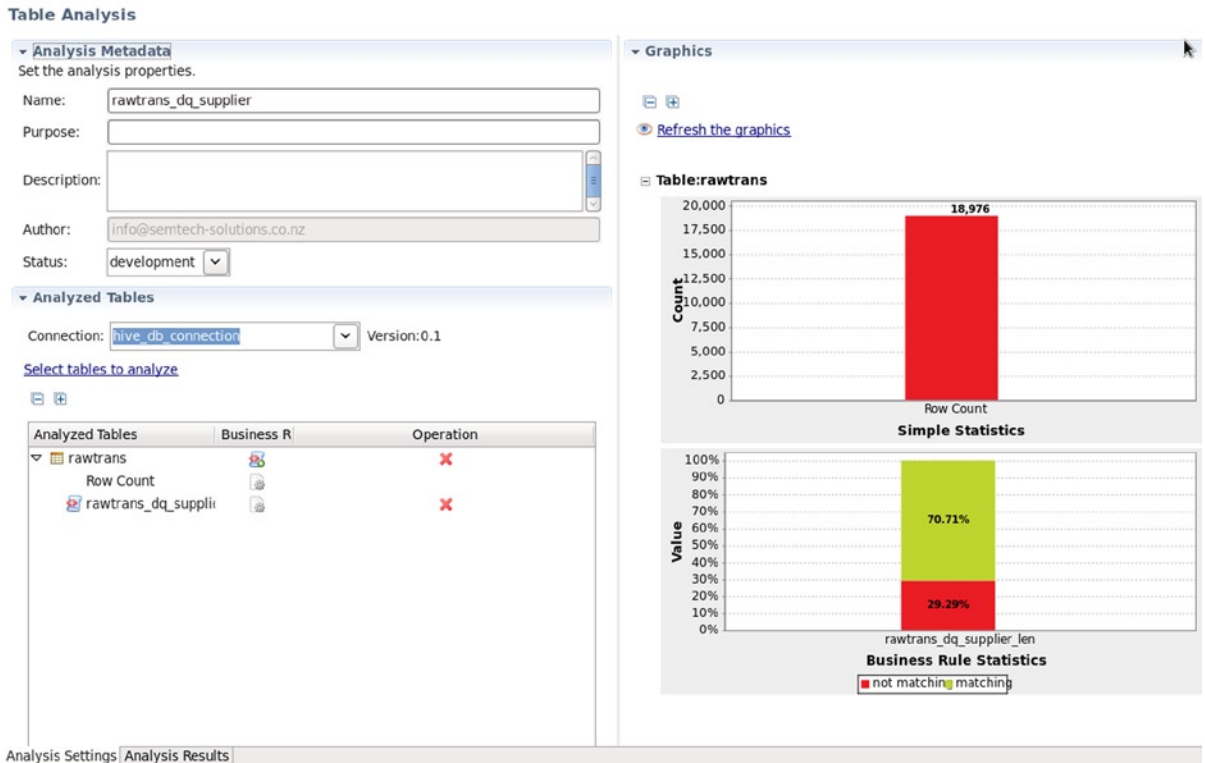 Table Analysis
Analysis Metadata
Set the analysis properties.
Name: rawtrans_dq_supplier
Purpose:
Description:
Author: info@semtech-solutions.co.nz
Status: development
Analyzed Tables
Connection: hive_db_connection Version:0.1
Select tables to analyze
Analyzed Tables Business R Operation
rawtrans
Row Count
rawtrans_dq_supplie
Analysis Settings Analysis Results
Graphics
Refresh the graphics
Table:rawtrans
20,000
18,976
17,500
15,000
12,500
10,000
7,500
5,000
2,500
0
Count
Row Count
Simple Statistics
100%
90%
80%
70%
60%
50%
40%
30%
20%
10%
0%
Value
70.71%
29.29%
rawtrans_dq_supplier_len
Business Rule Statistics
not matching matching